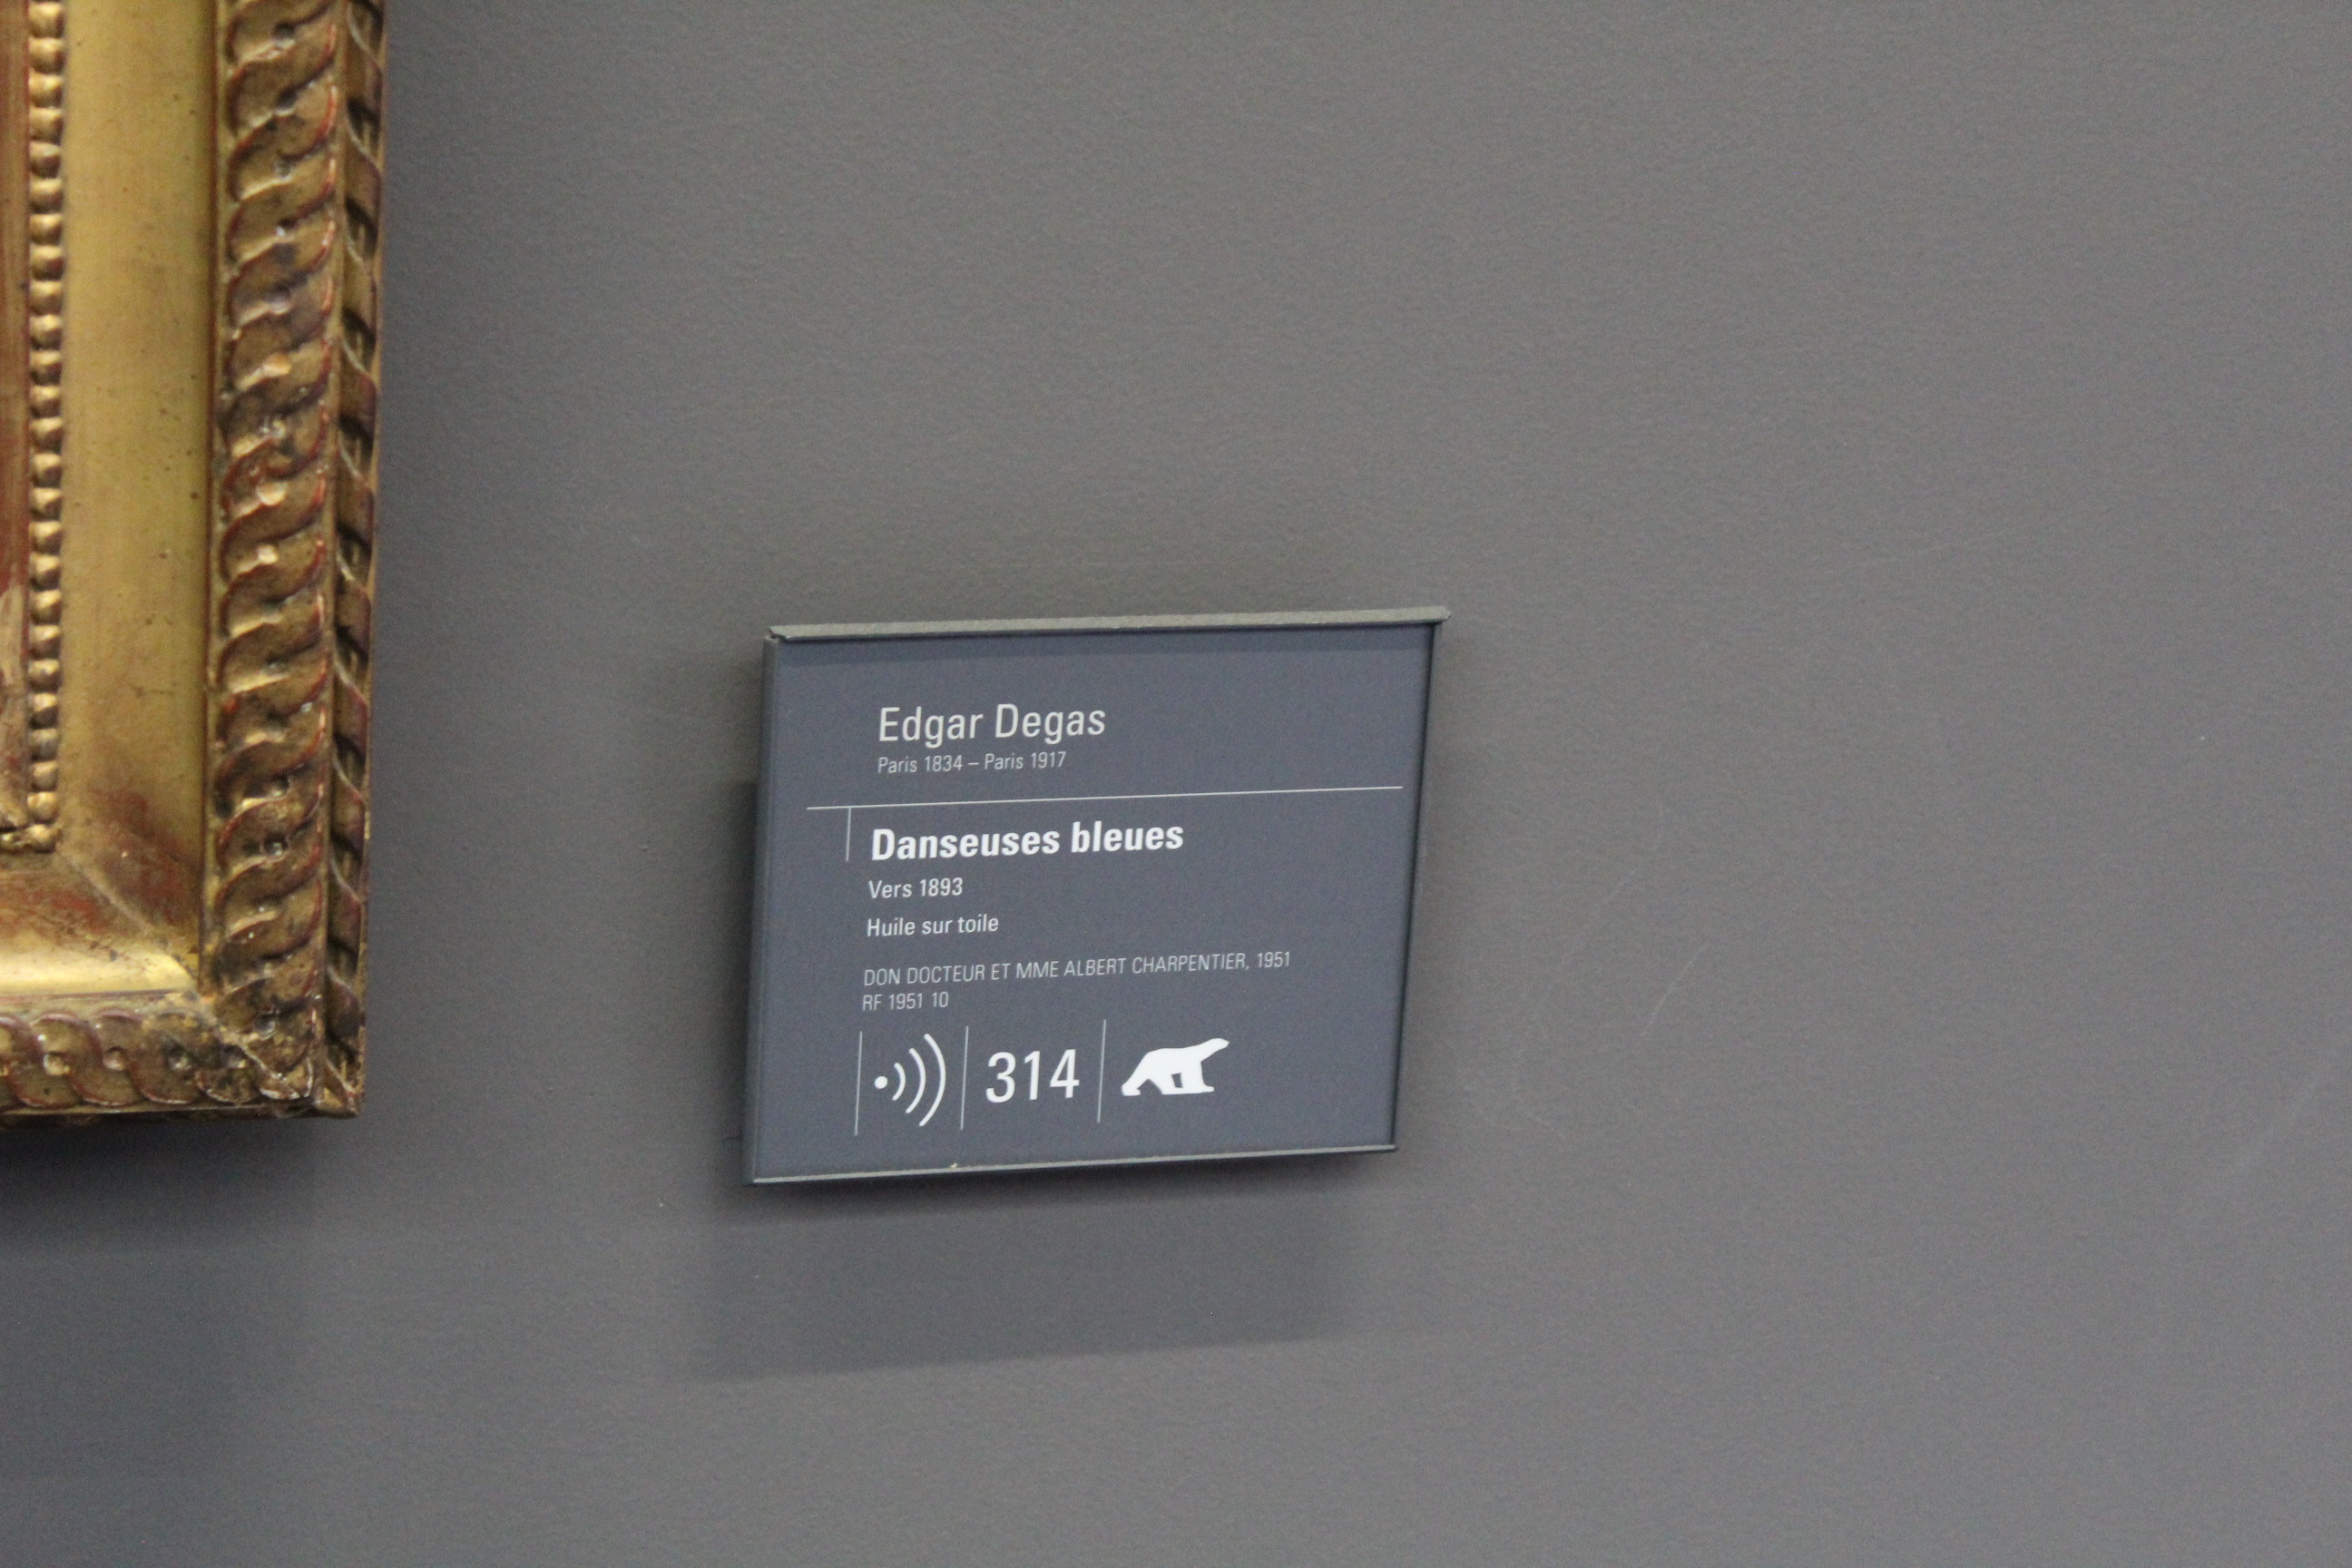 Edgar Degas
Paris 1834 – Paris 1917
Danseuses bleues
Vers 1893
Huile sur toile
DON DOCTEUR ET MME ALBERT CHARPENTIER, 1951
RF 1951 10
314